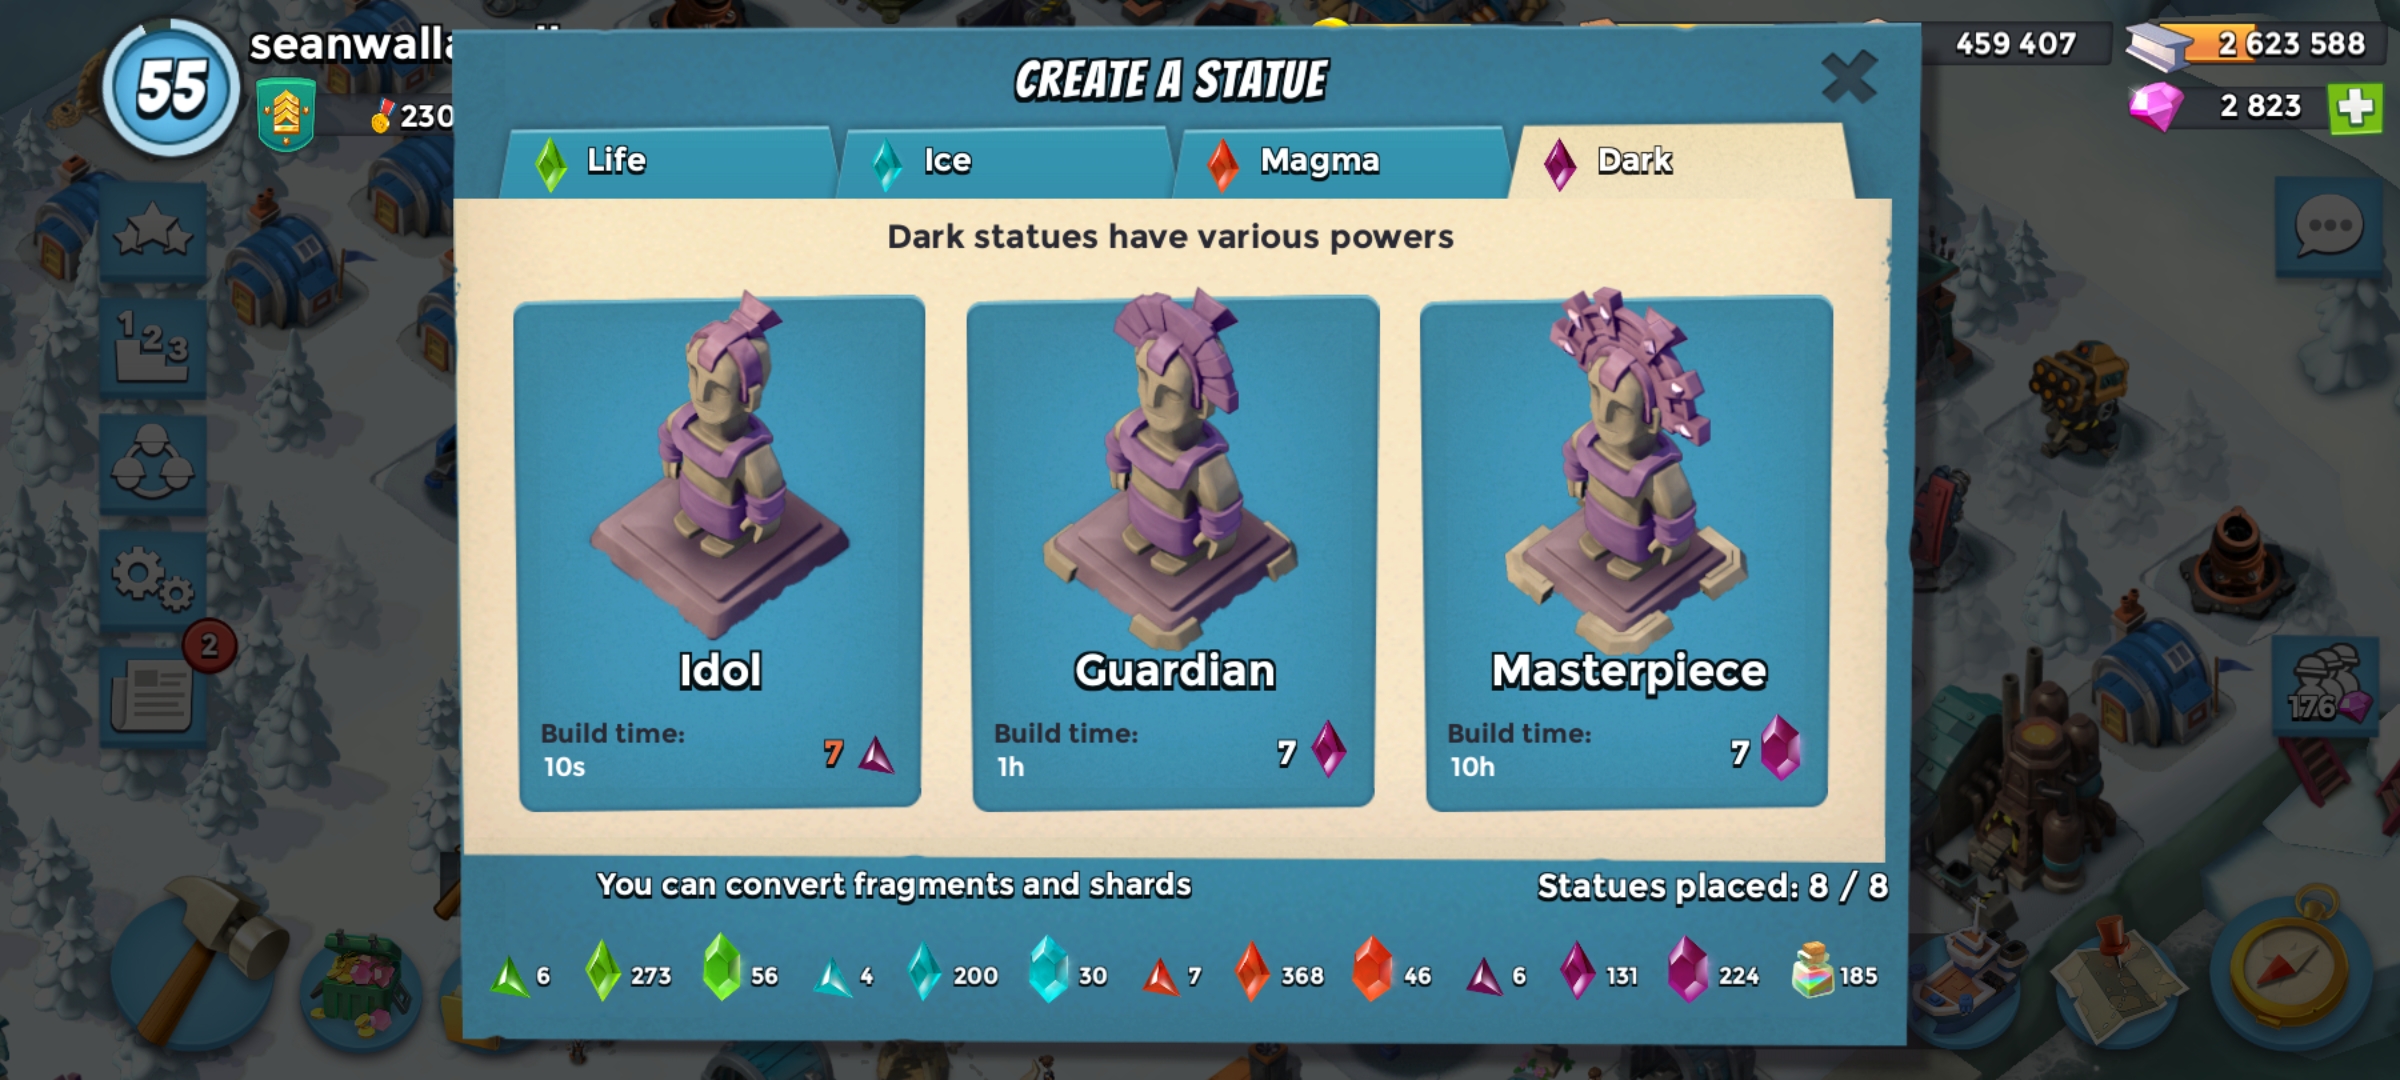 55
230
459 407
2 623 588
2 823
CREATE A STATUE
Life
Ice
Magma
Dark
Dark statues have various powers
Idol
Build time:
10s
7
Guardian
Build time:
1h
7
Masterpiece
Build time:
10h
7
1 2 3
2
176
You can convert fragments and shards
Statues placed: 8 / 8
6 273 56 4 200 30 7 368 46 6 131 224 185